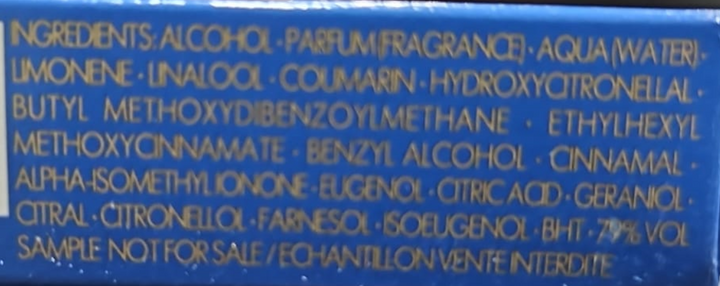 INGREDIENTS: ALCOHOL · PARFUM (FRAGRANCE) · AQUA (WATER) ·
LIMONENE · LINALOOL · COUMARIN · HYDROXYCITRONELLAL ·
BUTYL METHOXYDIBENZOYLMETHANE · ETHYLHEXYL
METHOXYCINNAMATE · BENZYL ALCOHOL · CINNAMAL ·
ALPHA-ISOMETHYL IONONE · EUGENOL · CITRIC ACID · GERANIOL ·
CITRAL · CITRONELLOL · FARNESOL · ISOEUGENOL · BHT · 79% VOL
SAMPLE NOT FOR SALE / ECHANTILLON VENTE INTERDITE